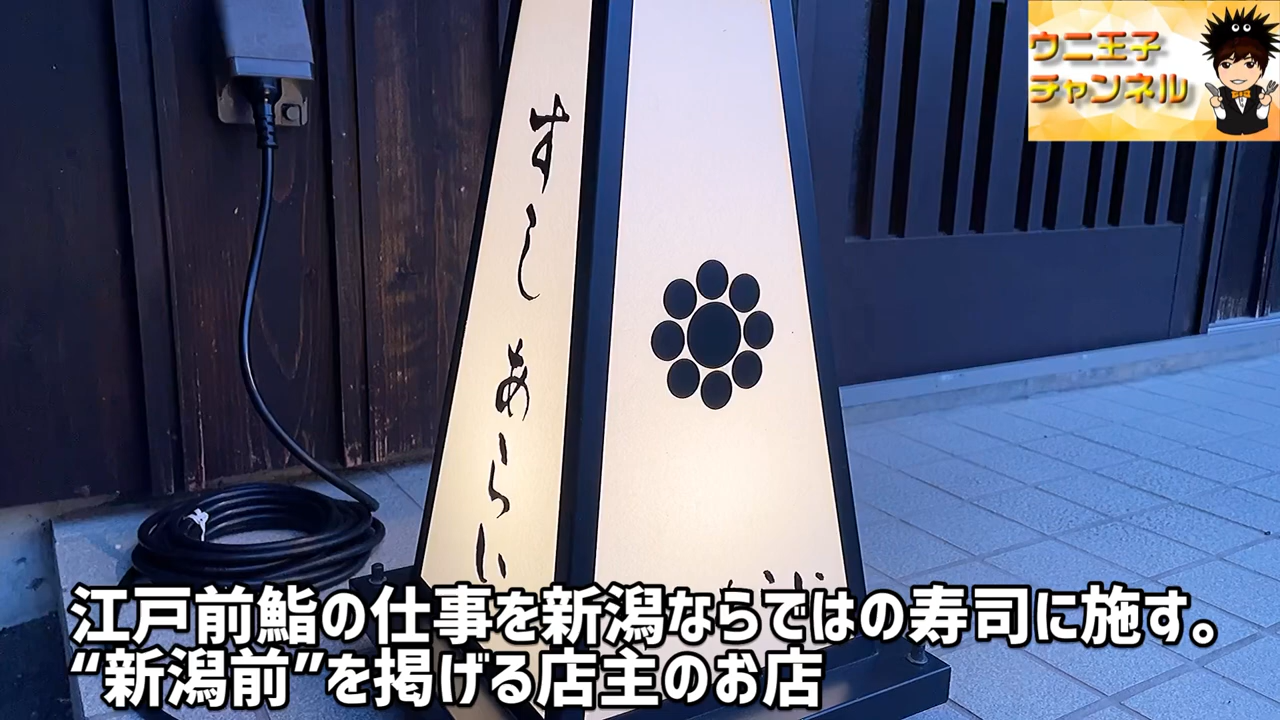 ウニ王子
チャンネル
すし あらい
江戸前鮨の仕事を新潟ならではの寿司に施す。
“新潟前”を掲げる店主のお店